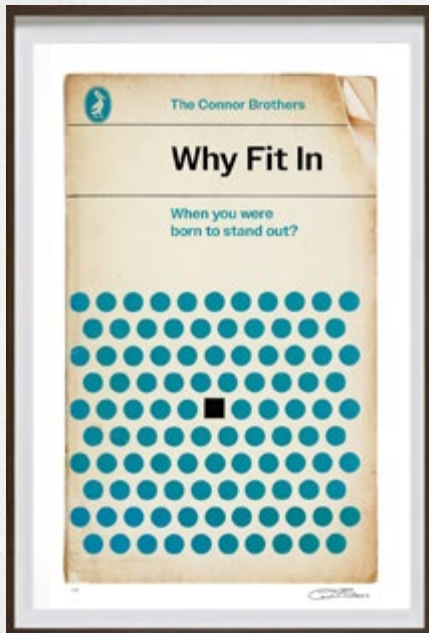 The Connor Brothers
Why Fit In
When you were
born to stand out?